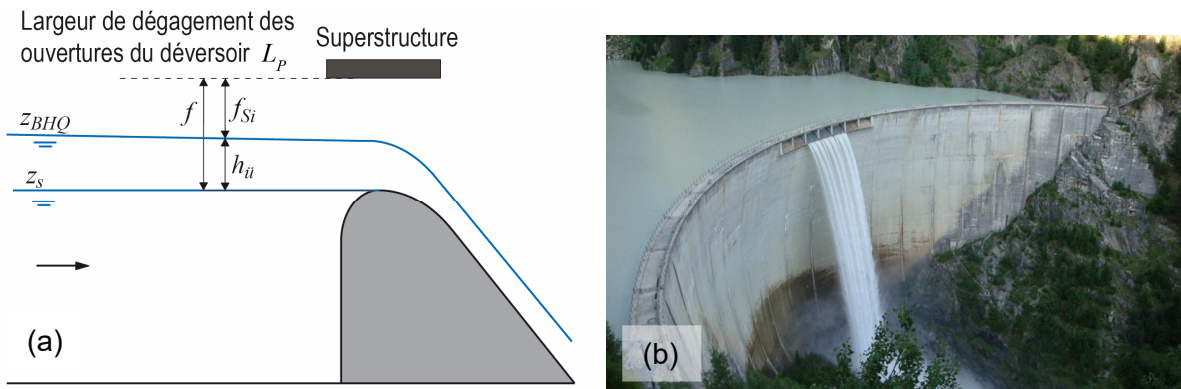 Largeur de dégagement des
ouvertures du déversoir L_P
Superstructure
f
f_Si
z_BHQ
h_ü
z_s
(a)
(b)